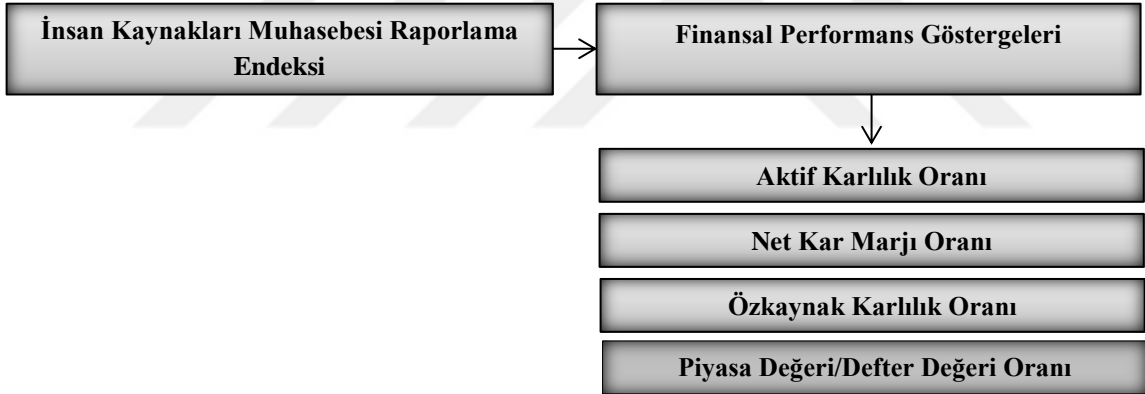 İnsan Kaynakları Muhasebesi Raporlama
Endeksi
Finansal Performans Göstergeleri
Aktif Karlılık Oranı
Net Kar Marjı Oranı
Özkaynak Karlılık Oranı
Piyasa Değeri/Defter Değeri Oranı